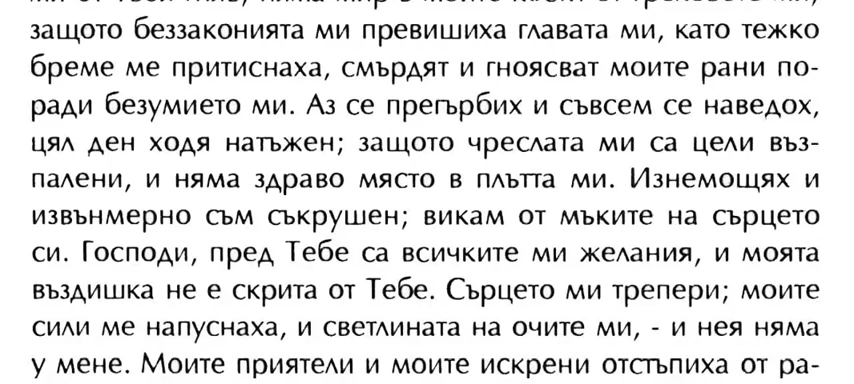 защото беззаконията ми превишиха главата ми, като тежко
бреме ме притиснаха, смърдят и гноясват моите рани по-
ради безумието ми. Аз се прегърбих и съвсем се наведох,
цял ден ходя натъжен; защото чреслата ми са цели въз-
палени, и няма здраво място в плътта ми. Изнемощях и
извънмерно съм съкрушен; викам от мъките на сърцето
си. Господи, пред Тебе са всичките ми желания, и моята
въздишка не е скрита от Тебе. Сърцето ми трепери; моите
сили ме напуснаха, и светлината на очите ми, - и нея няма
у мене. Моите приятели и моите искрени отстъпиха от ра-